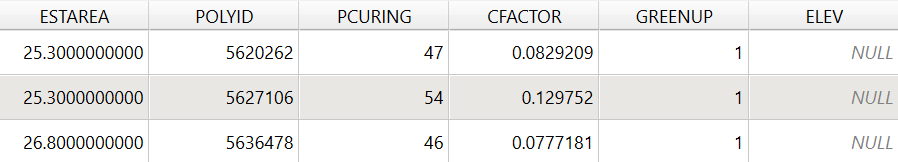 ESTAREA POLYID PCURING CFACTOR GREENUP ELEV
25.3000000000 5620262 47 0.0829209 1 NULL
25.3000000000 5627106 54 0.129752 1 NULL
26.8000000000 5636478 46 0.0777181 1 NULL